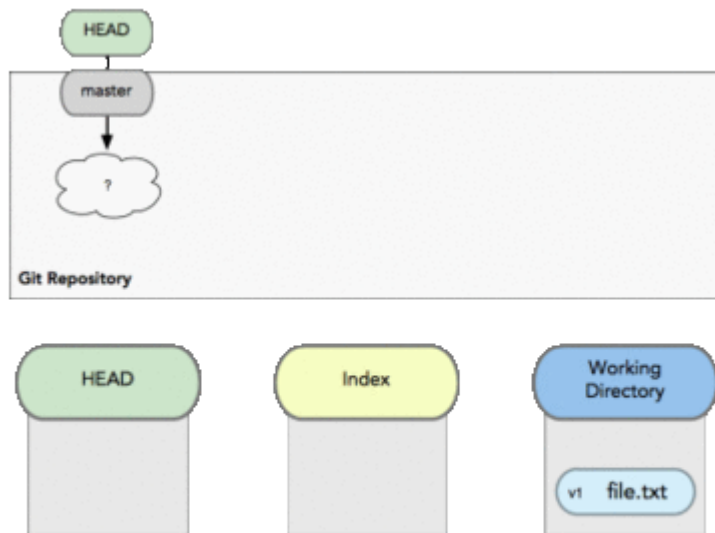 HEAD
master
?
Git Repository
HEAD
Index
Working
Directory
v1 file.txt